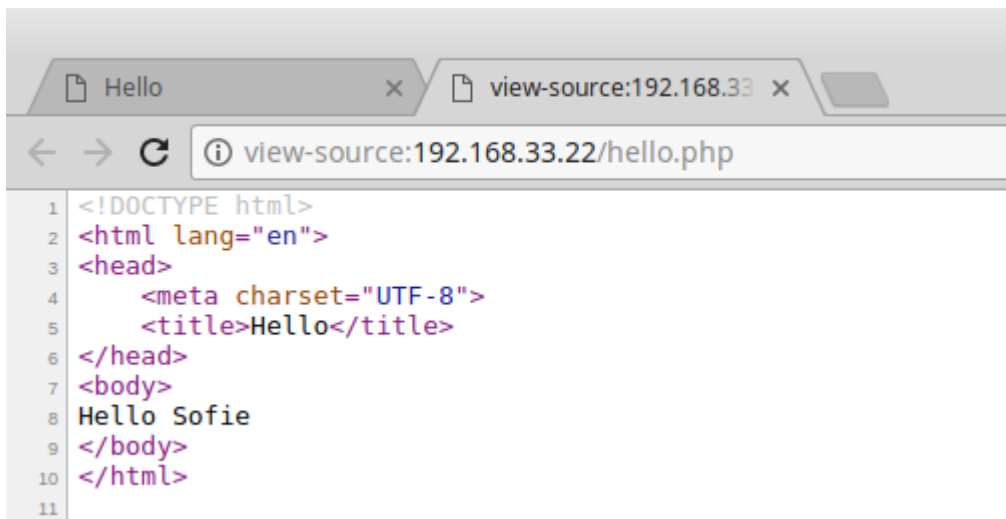 Hello
view-source:192.168.33
view-source:192.168.33.22/hello.php
1 <!DOCTYPE html>
2 <html lang="en">
3 <head>
4     <meta charset="UTF-8">
5     <title>Hello</title>
6 </head>
7 <body>
8 Hello Sofie
9 </body>
10 </html>
11